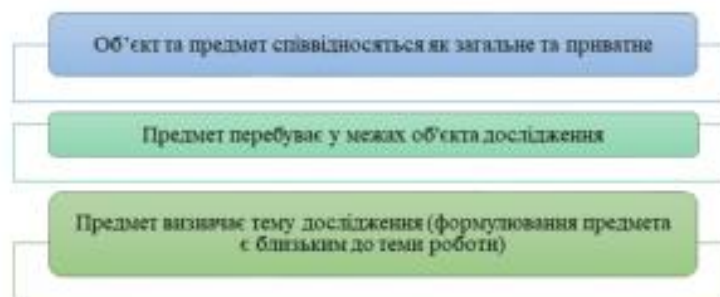 Об’єкт та предмет співвідносяться як загальне та приватне
Предмет перебуває у межах об'єкта дослідження
Предмет визначає тему дослідження (формулювання предмета
є близьким до теми роботи)